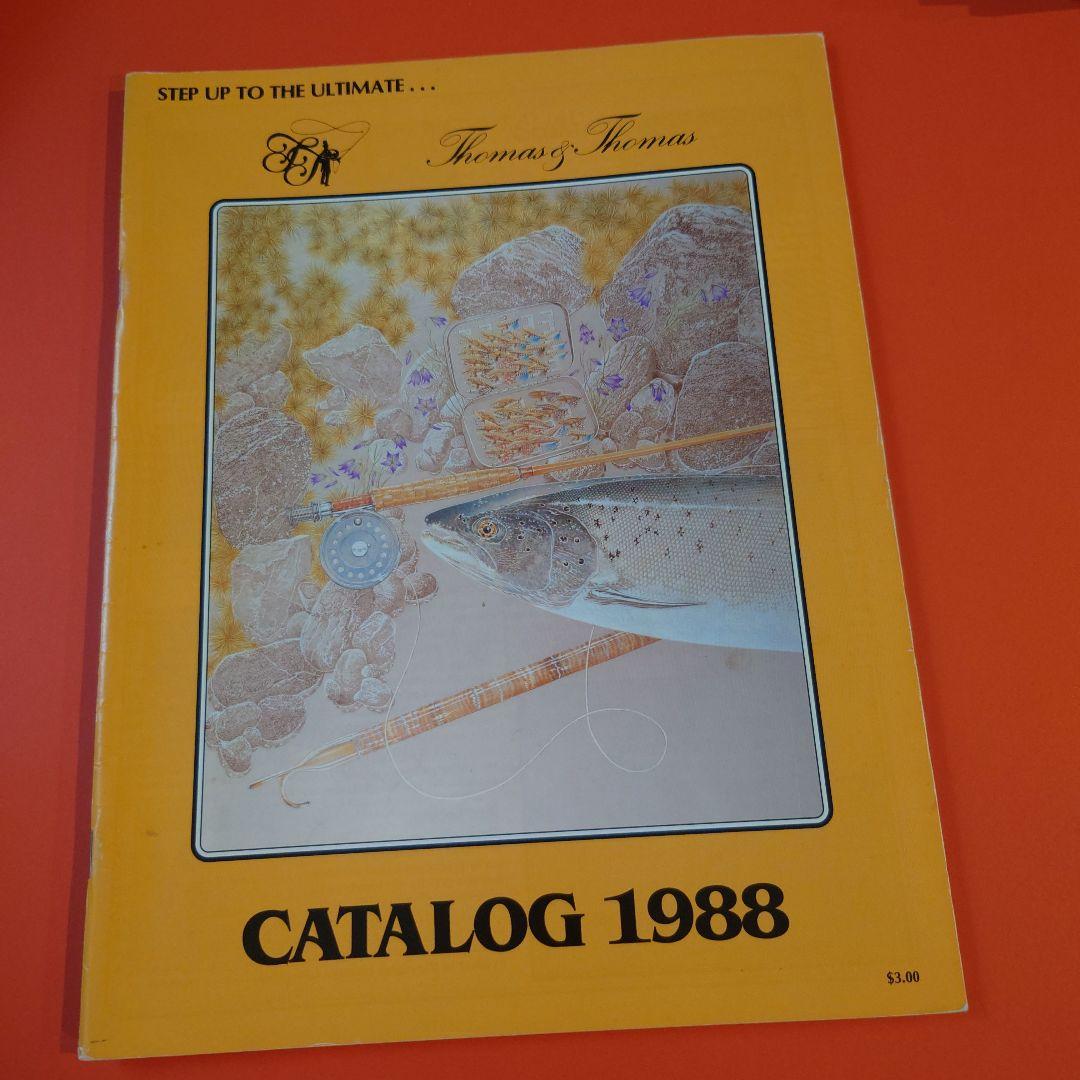 STEP UP TO THE ULTIMATE . . .
Thomas & Thomas
CATALOG 1988
$3.00